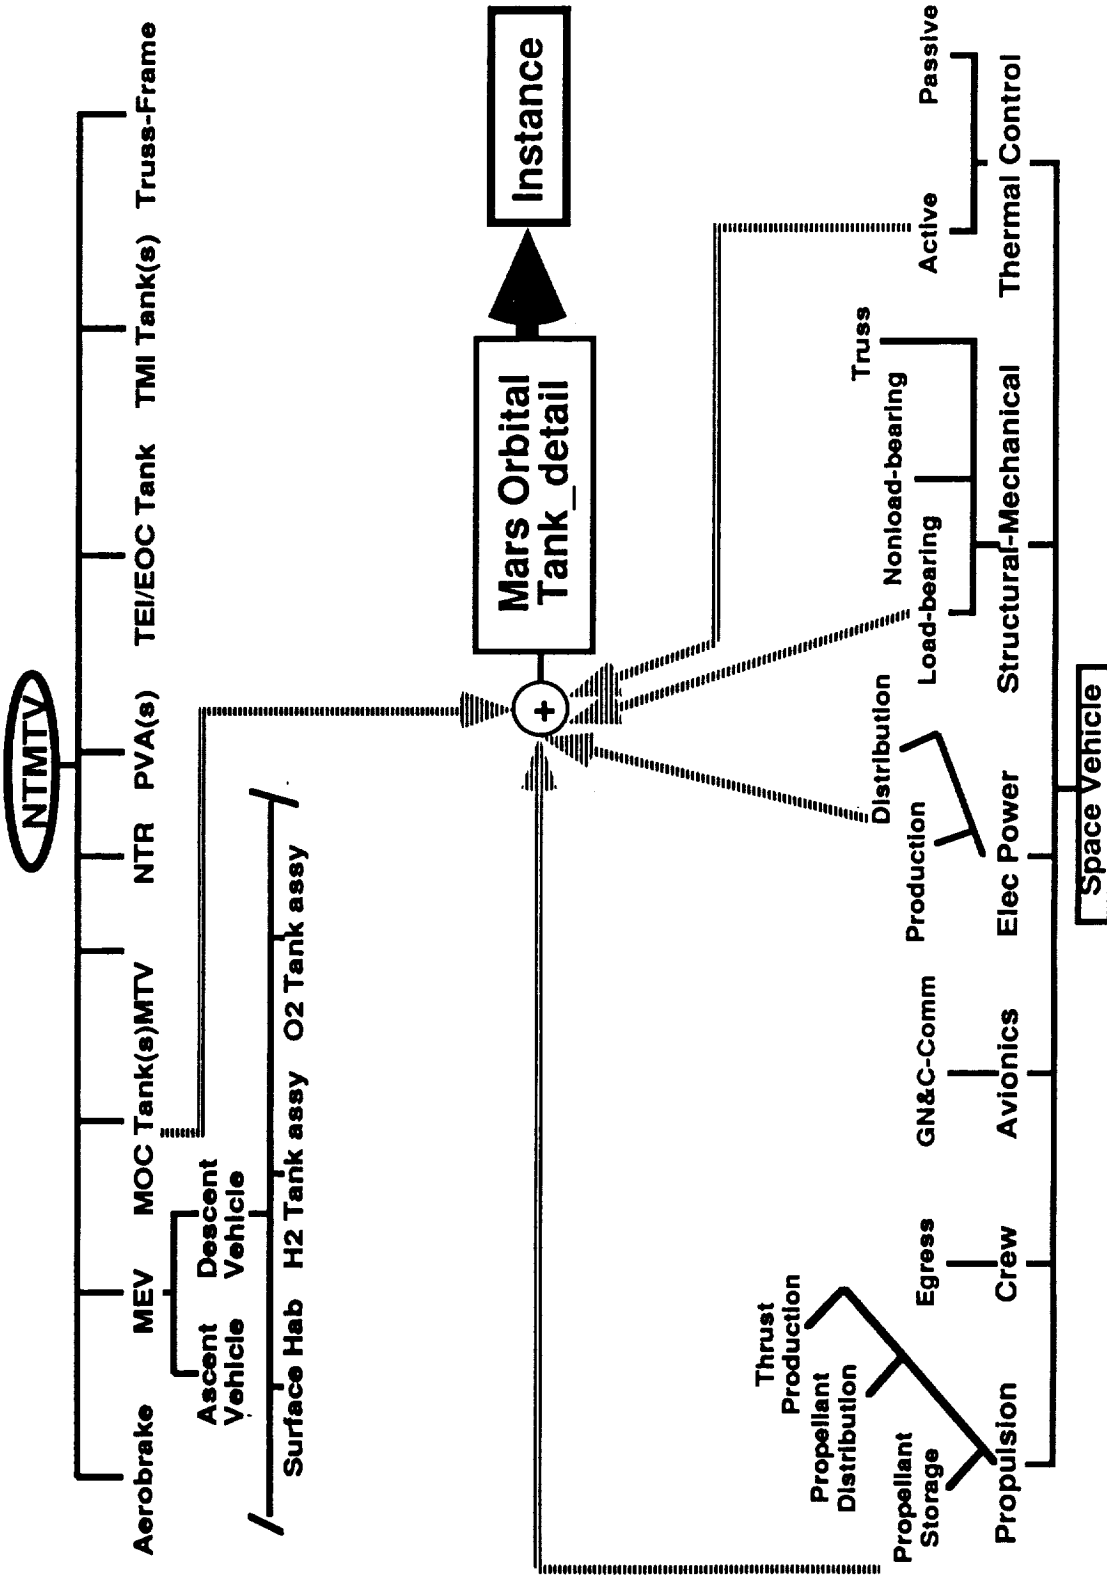 NTMTV
Aerobrake
MEV
MOC Tank(s)
MTV
NTR
PVA(s)
TEI/EOC Tank
TMI Tank(s)
Truss-Frame
Ascent
Vehicle
Descent
Vehicle
Surface Hab
H2 Tank assy
O2 Tank assy
+
Mars Orbital
Tank_detail
Instance
Thrust
Production
Propellant
Distribution
Propellant
Storage
Egress
GN&C-Comm
Production
Distribution
Load-bearing
Nonload-bearing
Truss
Active
Passive
Propulsion
Crew
Avionics
Elec Power
Structural-Mechanical
Thermal Control
Space Vehicle